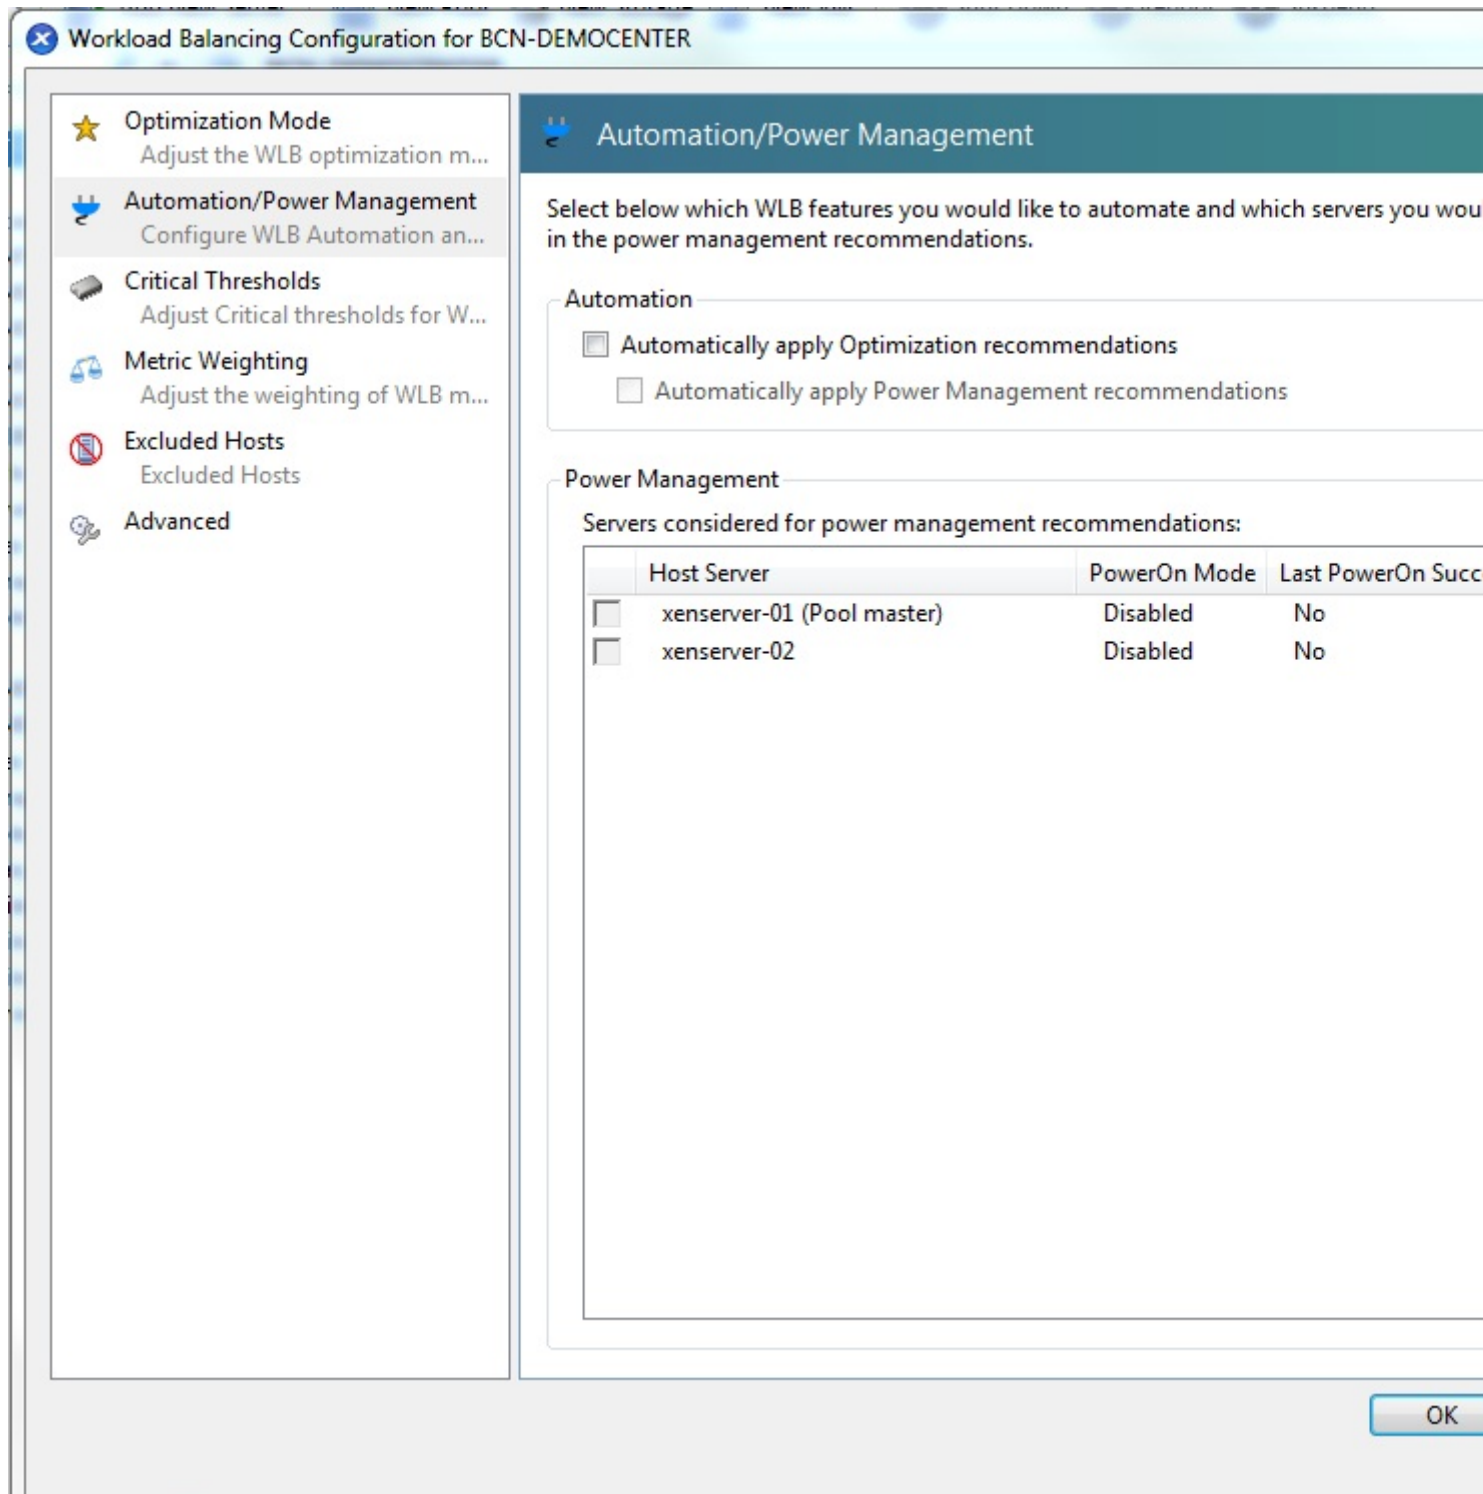 Workload Balancing Configuration for BCN-DEMOCENTER
Optimization Mode
Adjust the WLB optimization m...
Automation/Power Management
Configure WLB Automation an...
Critical Thresholds
Adjust Critical thresholds for W...
Metric Weighting
Adjust the weighting of WLB m...
Excluded Hosts
Excluded Hosts
Advanced
Automation/Power Management
Select below which WLB features you would like to automate and which servers you wou
in the power management recommendations.
Automation
Automatically apply Optimization recommendations
Automatically apply Power Management recommendations
Power Management
Servers considered for power management recommendations:
Host Server PowerOn Mode Last PowerOn Succ
xenserver-01 (Pool master) Disabled No
xenserver-02 Disabled No
OK